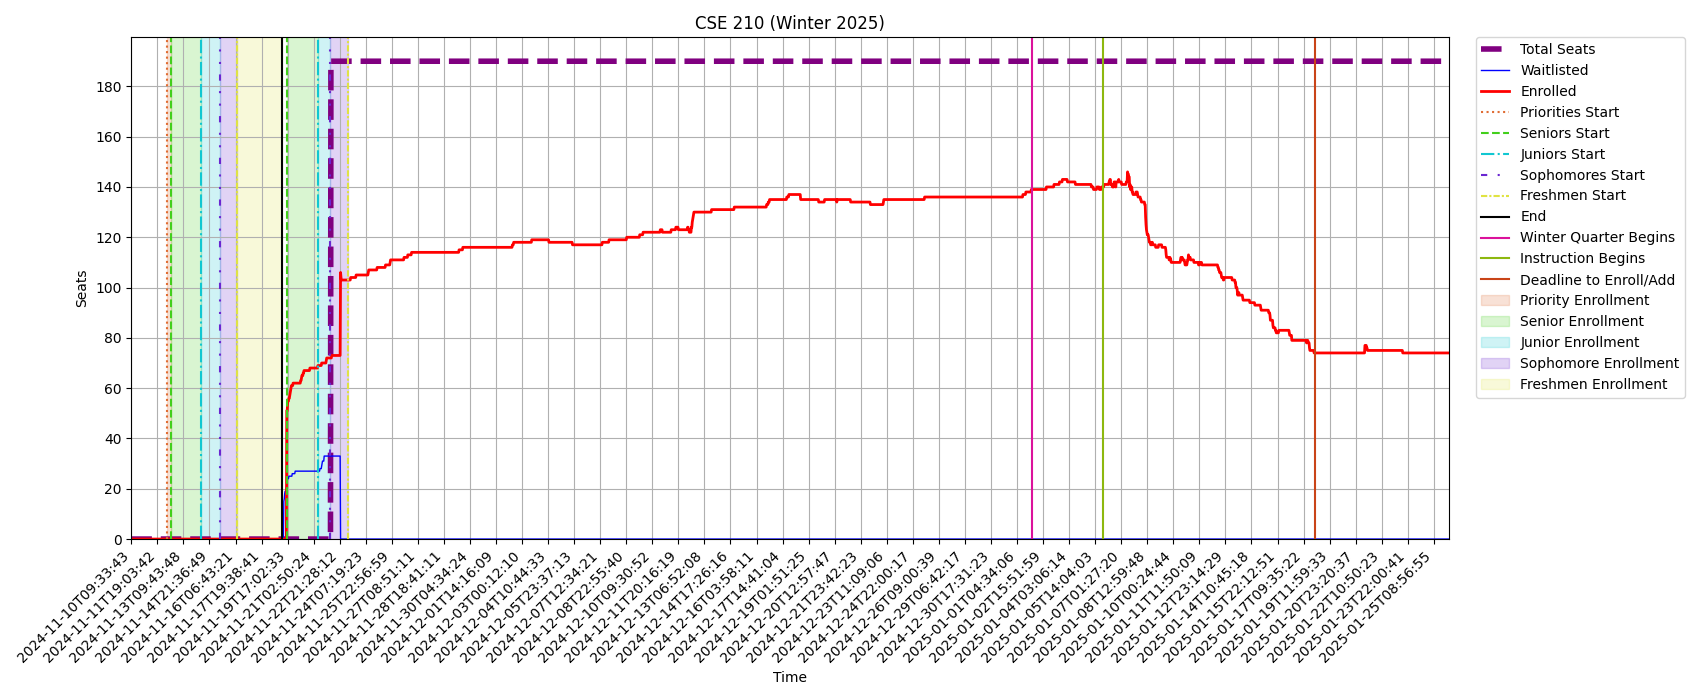 CSE 210 (Winter 2025)
Seats
180
160
140
120
100
80
60
40
20
0
2024-11-10T09:33:43
2024-11-11T19:03:42
2024-11-13T09:43:48
2024-11-14T21:36:49
2024-11-16T06:43:21
2024-11-17T19:38:41
2024-11-19T17:02:33
2024-11-21T02:50:24
2024-11-22T21:28:12
2024-11-24T07:19:23
2024-11-25T22:56:59
2024-11-27T08:51:11
2024-11-28T18:41:11
2024-11-30T04:34:24
2024-12-01T14:16:09
2024-12-03T00:12:10
2024-12-04T10:44:33
2024-12-05T23:37:13
2024-12-07T12:34:21
2024-12-08T22:55:40
2024-12-10T09:30:52
2024-12-11T20:16:19
2024-12-13T06:52:08
2024-12-14T17:26:16
2024-12-16T03:58:11
2024-12-17T14:41:04
2024-12-19T01:51:25
2024-12-20T12:57:47
2024-12-21T23:42:23
2024-12-23T11:09:06
2024-12-24T22:00:17
2024-12-26T09:00:39
2024-12-29T06:42:17
2024-12-30T17:31:23
2025-01-01T04:34:06
2025-01-02T15:51:59
2025-01-04T03:06:14
2025-01-05T14:04:03
2025-01-07T01:27:20
2025-01-08T12:59:48
2025-01-10T00:24:44
2025-01-11T11:50:09
2025-01-12T23:14:29
2025-01-14T10:45:18
2025-01-15T22:12:51
2025-01-17T09:35:22
2025-01-19T11:59:33
2025-01-20T23:20:37
2025-01-22T10:50:23
2025-01-23T22:00:41
2025-01-25T08:56:55
Time
Total Seats
Waitlisted
Enrolled
Priorities Start
Seniors Start
Juniors Start
Sophomores Start
Freshmen Start
End
Winter Quarter Begins
Instruction Begins
Deadline to Enroll/Add
Priority Enrollment
Senior Enrollment
Junior Enrollment
Sophomore Enrollment
Freshmen Enrollment